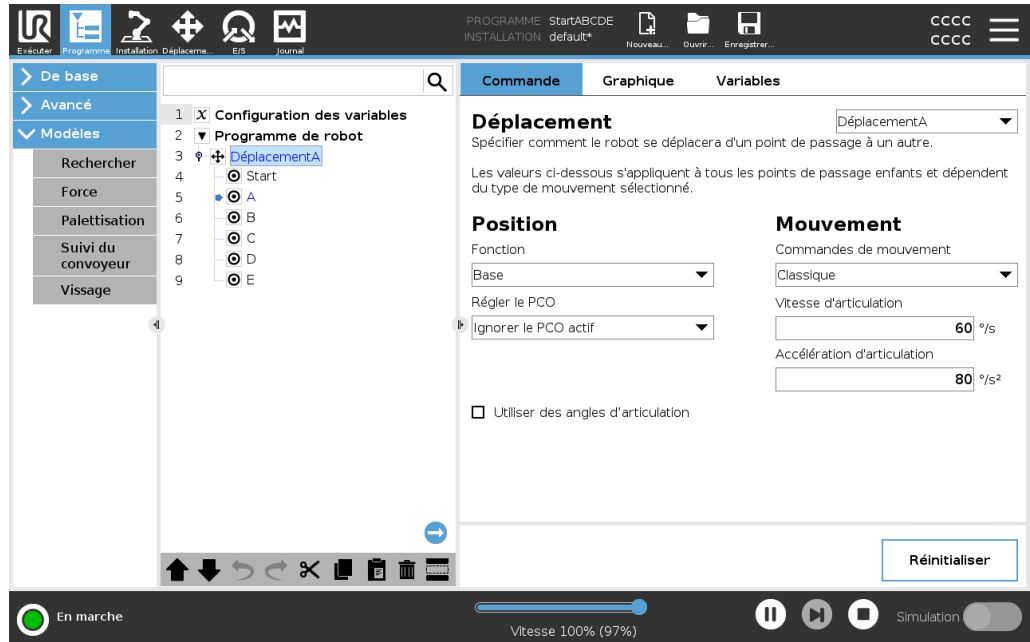 UR
Exécuter
Programme
Installation
Déplaceme...
E/S
Journal
PROGRAMME StartABCDE
INSTALLATION default*
Nouveau...
Ouvrir...
Enregistrer...
CCCC
CCCC
De base
Avancé
Modèles
Rechercher
Force
Palettisation
Suivi du
convoyeur
Vissage
1 X Configuration des variables
2 Programme de robot
3 DéplacementA
4 Start
5 A
6 B
7 C
8 D
9 E
Commande Graphique Variables
Déplacement
DéplacementA
Spécifier comment le robot se déplacera d'un point de passage à un autre.
Les valeurs ci-dessous s'appliquent à tous les points de passage enfants et dépendent
du type de mouvement sélectionné.
Position
Fonction
Base
Régler le PCO
Ignorer le PCO actif
Mouvement
Commandes de mouvement
Classique
Vitesse d'articulation
60 °/s
Accélération d'articulation
80 °/s²
Utiliser des angles d'articulation
Réinitialiser
En marche
Vitesse 100% (97%)
Simulation